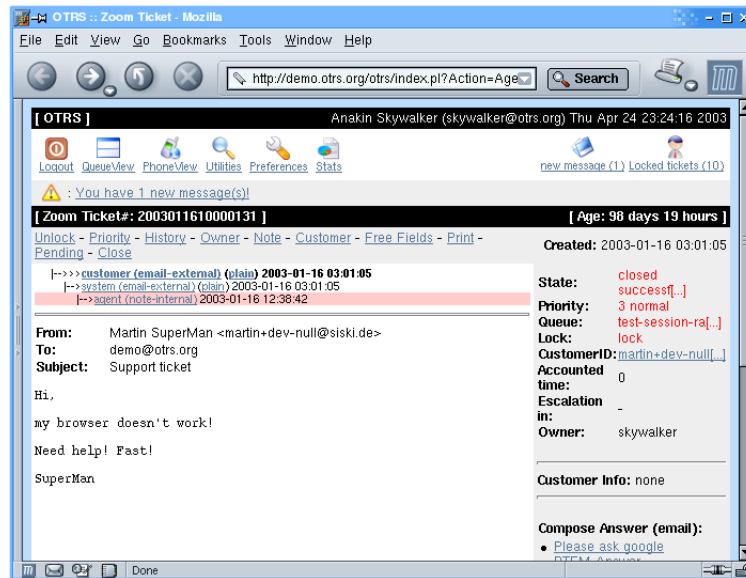 OTRS :: Zoom Ticket - Mozilla
File Edit View Go Bookmarks Tools Window Help
http://demo.otrs.org/otrs/index.pl?Action=Age
Search
[ OTRS ]
Anakin Skywalker (skywalker@otrs.org) Thu Apr 24 23:24:16 2003
Logout QueueView PhoneView Utilities Preferences Stats
new message (1) Locked tickets (10)
: You have 1 new message(s)!
[ Zoom Ticket#: 2003011610000131 ]
[ Age: 98 days 19 hours ]
Unlock - Priority - History - Owner - Note - Customer - Free Fields - Print -
Pending - Close
Created: 2003-01-16 03:01:05
|-->>>customer (email-external) (plain) 2003-01-16 03:01:05
|-->system (email-external) (plain) 2003-01-16 03:01:05
|-->agent (note-internal) 2003-01-16 12:38:42
From: Martin SuperMan <martin+dev-null@siski.de>
To: demo@otrs.org
Subject: Support ticket
Hi,
my browser doesn't work!
Need help! Fast!
SuperMan
State: closed
successf[...]
Priority: 3 normal
Queue: test-session-ra[...]
Lock: lock
CustomerID: martin+dev-null[...]
Accounted
time: 0
Escalation
in: -
Owner: skywalker
Customer Info: none
Compose Answer (email):
Please ask google
Done